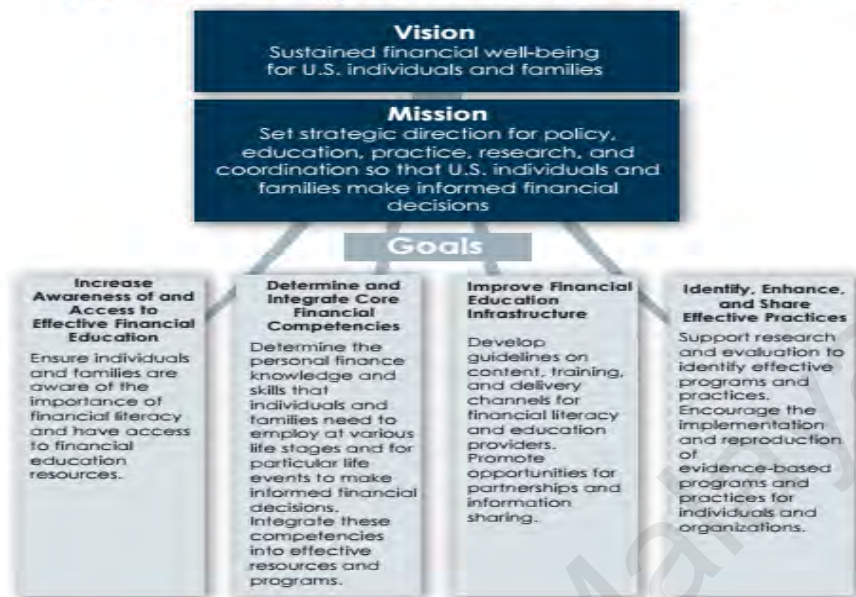 Vision
Sustained financial well-being
for U.S. individuals and families
Mission
Set strategic direction for policy,
education, practice, research, and
coordination so that U.S. individuals and
families make informed financial
decisions
Goals
Increase
Awareness of and
Access to
Effective Financial
Education
Ensure individuals
and families are
aware of the
importance of
financial literacy
and have access
to financial
education
resources.
Determine and
Integrate Core
Financial
Competencies
Determine the
personal finance
knowledge and
skills that
individuals and
families need to
employ at various
life stages and for
particular life
events to make
informed financial
decisions.
Integrate these
competencies
into effective
resources and
programs.
Improve Financial
Education
Infrastructure
Develop
guidelines on
content, training,
and delivery
channels for
financial literacy
and education
providers.
Promote
opportunities for
partnerships and
information
sharing.
Identify, Enhance,
and Share
Effective Practices
Support research
and evaluation to
identify effective
programs and
practices.
Encourage the
implementation
and reproduction
of
evidence-based
programs and
practices for
individuals and
organizations.